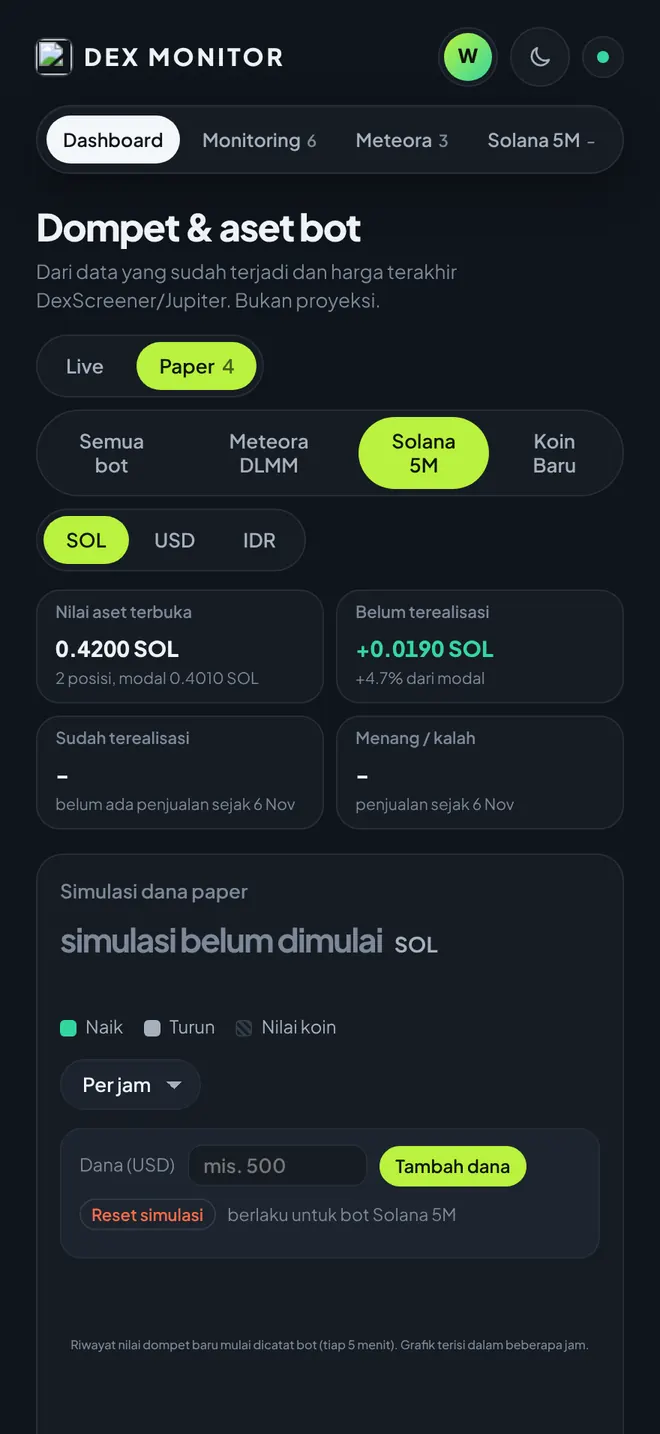 DEX MONITOR
W
Dashboard
Monitoring 6
Meteora 3
Solana 5M -
Dompet & aset bot
Dari data yang sudah terjadi dan harga terakhir
DexScreener/Jupiter. Bukan proyeksi.
Live
Paper 4
Semua
bot
Meteora
DLMM
Solana
5M
Koin
Baru
SOL
USD
IDR
Nilai aset terbuka
0.4200 SOL
2 posisi, modal 0.4010 SOL
Belum terealisasi
+0.0190 SOL
+4.7% dari modal
Sudah terealisasi
-
belum ada penjualan sejak 6 Nov
Menang / kalah
-
penjualan sejak 6 Nov
Simulasi dana paper
simulasi belum dimulai SOL
Naik
Turun
Nilai koin
Per jam
Dana (USD)
mis. 500
Tambah dana
Reset simulasi
berlaku untuk bot Solana 5M
Riwayat nilai dompet baru mulai dicatat bot (tiap 5 menit). Grafik terisi dalam beberapa jam.